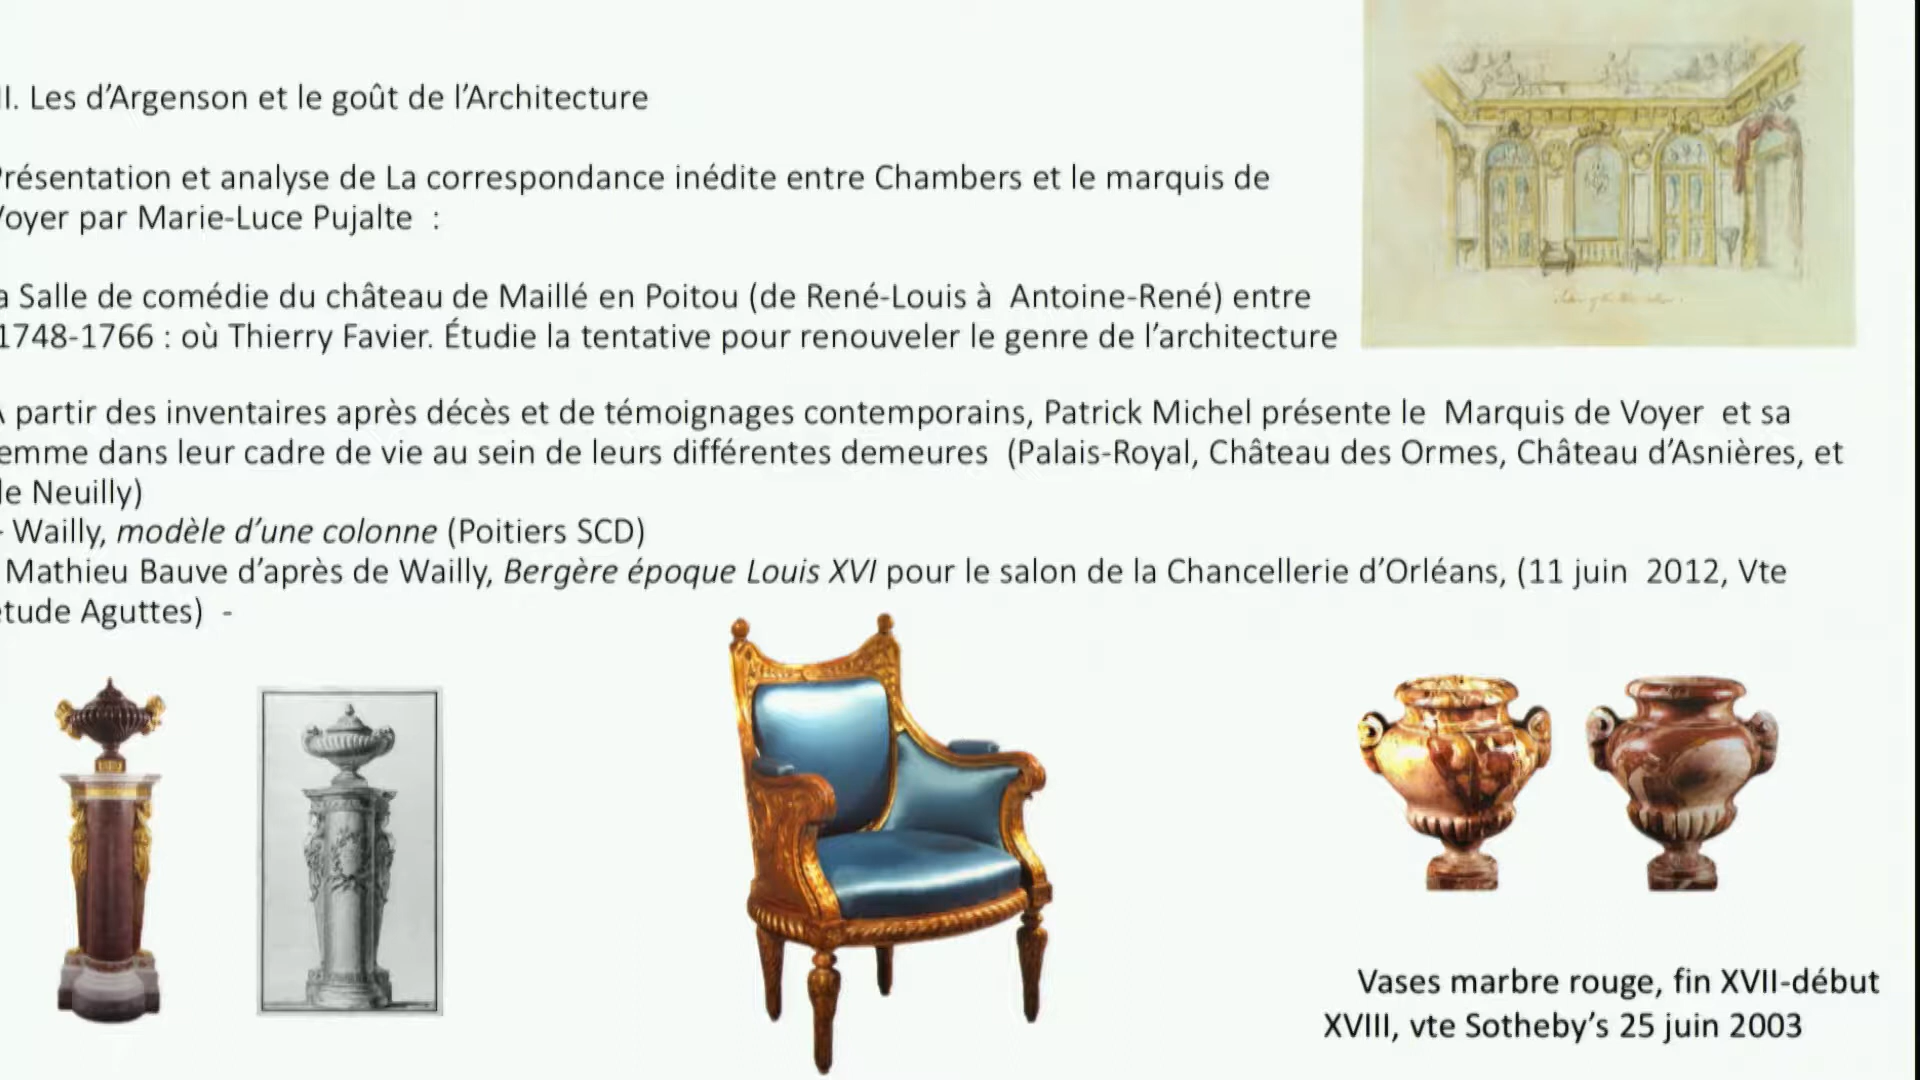 II. Les d’Argenson et le goût de l’Architecture
Présentation et analyse de La correspondance inédite entre Chambers et le marquis de
Voyer par Marie-Luce Pujalte :
a Salle de comédie du château de Maillé en Poitou (de René-Louis à Antoine-René) entre
1748-1766 : où Thierry Favier. Étudie la tentative pour renouveler le genre de l’architecture
A partir des inventaires après décès et de témoignages contemporains, Patrick Michel présente le Marquis de Voyer et sa
emme dans leur cadre de vie au sein de leurs différentes demeures (Palais-Royal, Château des Ormes, Château d’Asnières, et
de Neuilly)
- Wailly, modèle d’une colonne (Poitiers SCD)
Mathieu Bauve d’après de Wailly, Bergère époque Louis XVI pour le salon de la Chancellerie d’Orléans, (11 juin 2012, Vte
étude Aguttes) -
Vases marbre rouge, fin XVII-début
XVIII, vte Sotheby’s 25 juin 2003